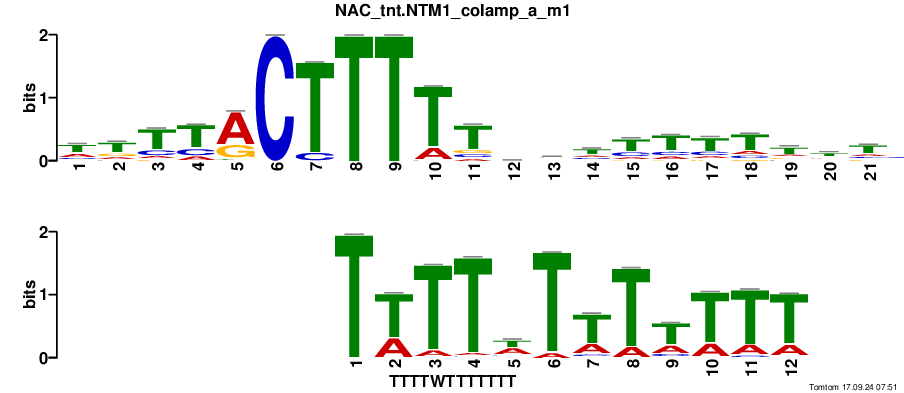 NAC_tnt.NTM1_colamp_a_m1
2
1
0
bits
1 2 3 4 5 6 7 8 9 10 11 12 13 14 15 16 17 18 19 20 21
2
1
0
bits
1 2 3 4 5 6 7 8 9 10 11 12
TTTTWTTTTTTT
Tomtom 17.09.24 07:51